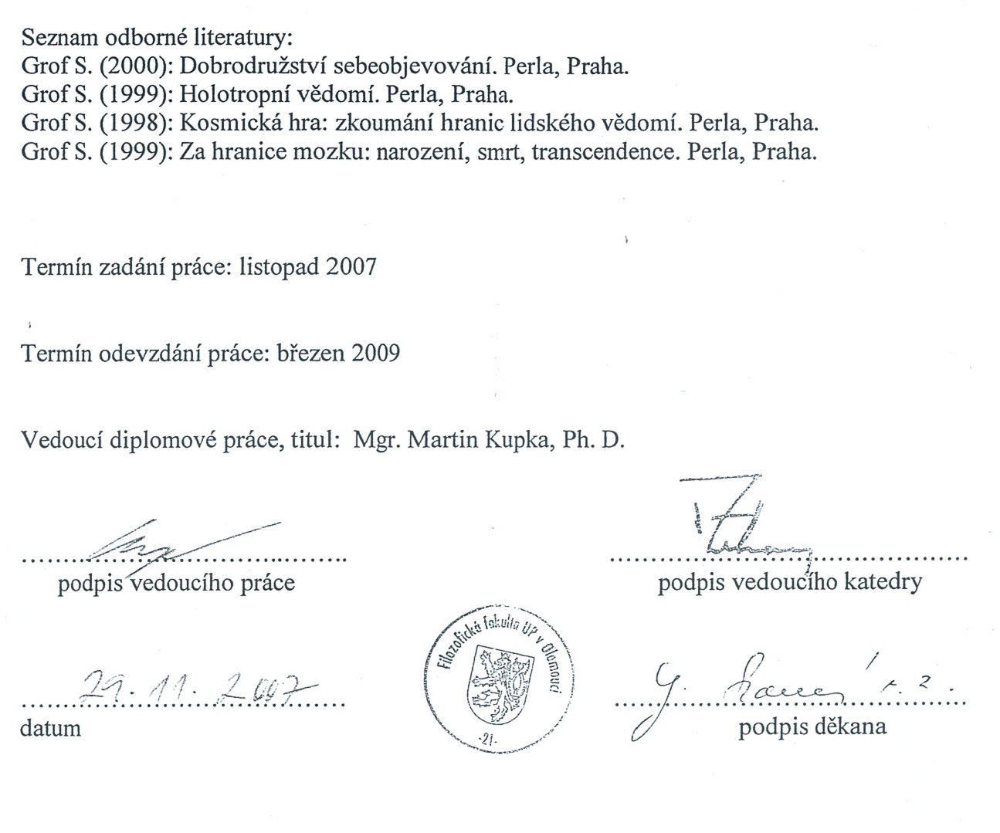 Seznam odborné literatury:
Grof S. (2000): Dobrodružství sebeobjevování. Perla, Praha.
Grof S. (1999): Holotropní vědomí. Perla, Praha.
Grof S. (1998): Kosmická hra: zkoumání hranic lidského vědomí. Perla, Praha.
Grof S. (1999): Za hranice mozku: narození, smrt, transcendence. Perla, Praha.
Termín zadání práce: listopad 2007
Termín odevzdání práce: březen 2009
Vedoucí diplomové práce, titul: Mgr. Martin Kupka, Ph. D.
podpis vedoucího práce
podpis vedoucího katedry
Filozofická fakulta UP v Olomouci
-21-
29. 11. 2007
datum
podpis děkana